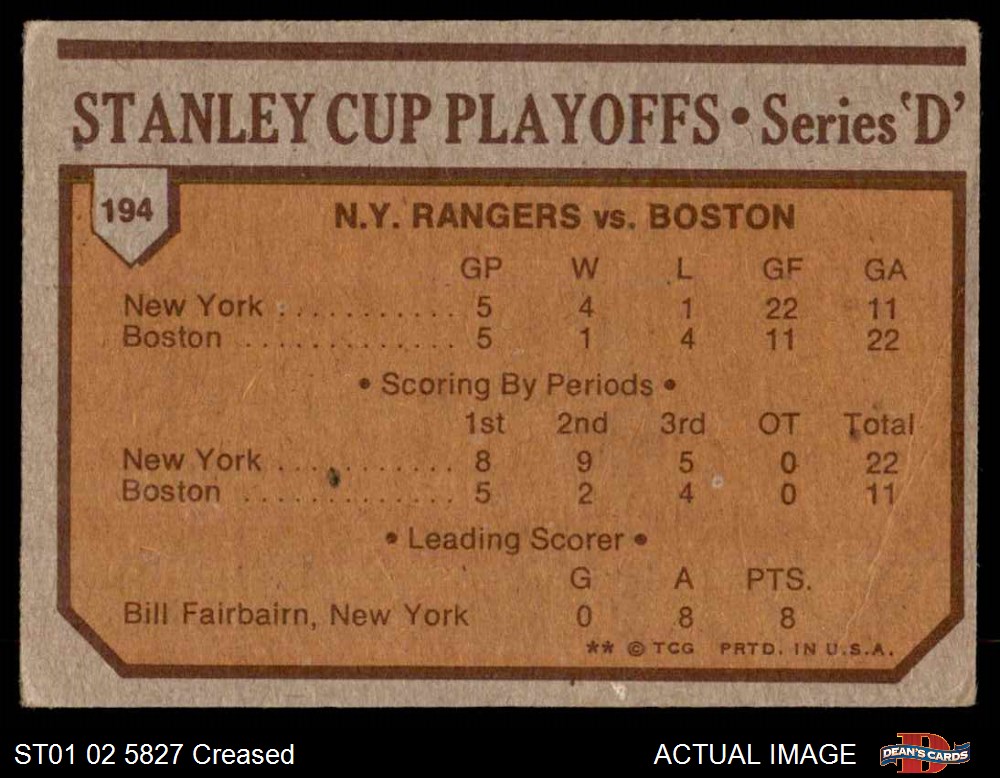 STANLEY CUP PLAYOFFS • Series 'D'
194
N.Y. RANGERS vs. BOSTON
GP W L GF GA
New York . . . . . . . . . . . . 5 4 1 22 11
Boston . . . . . . . . . . . . . . 5 1 4 11 22
• Scoring By Periods •
1st 2nd 3rd OT Total
New York . . . . . . . . . . . . 8 9 5 0 22
Boston . . . . . . . . . . . . . . 5 2 4 0 11
• Leading Scorer •
G A PTS.
Bill Fairbairn, New York 0 8 8
** © TCG PRTD. IN U.S.A.
ST01 02 5827 Creased
ACTUAL IMAGE
DEAN'S CARDS